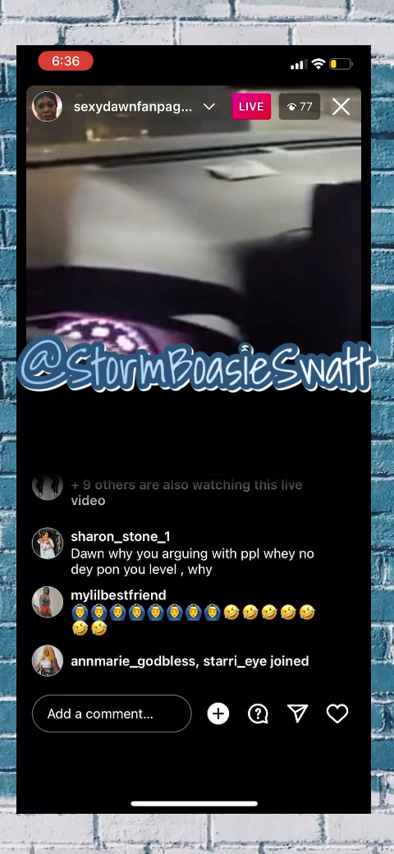 6:36
sexydawnfanpag...
LIVE
77
@StormBoasieSwatt
+ 9 others are also watching this live
video
sharon_stone_1
Dawn why you arguing with ppl whey no
dey pon you level , why
mylilbestfriend
🙆‍♂️🙆‍♂️🙆‍♂️🙆‍♂️🙆‍♂️🙆‍♂️🙆‍♂️🙆‍♂️🤣🤣🤣🤣🤣
🤣🤣
annmarie_godbless, starri_eye joined
Add a comment...